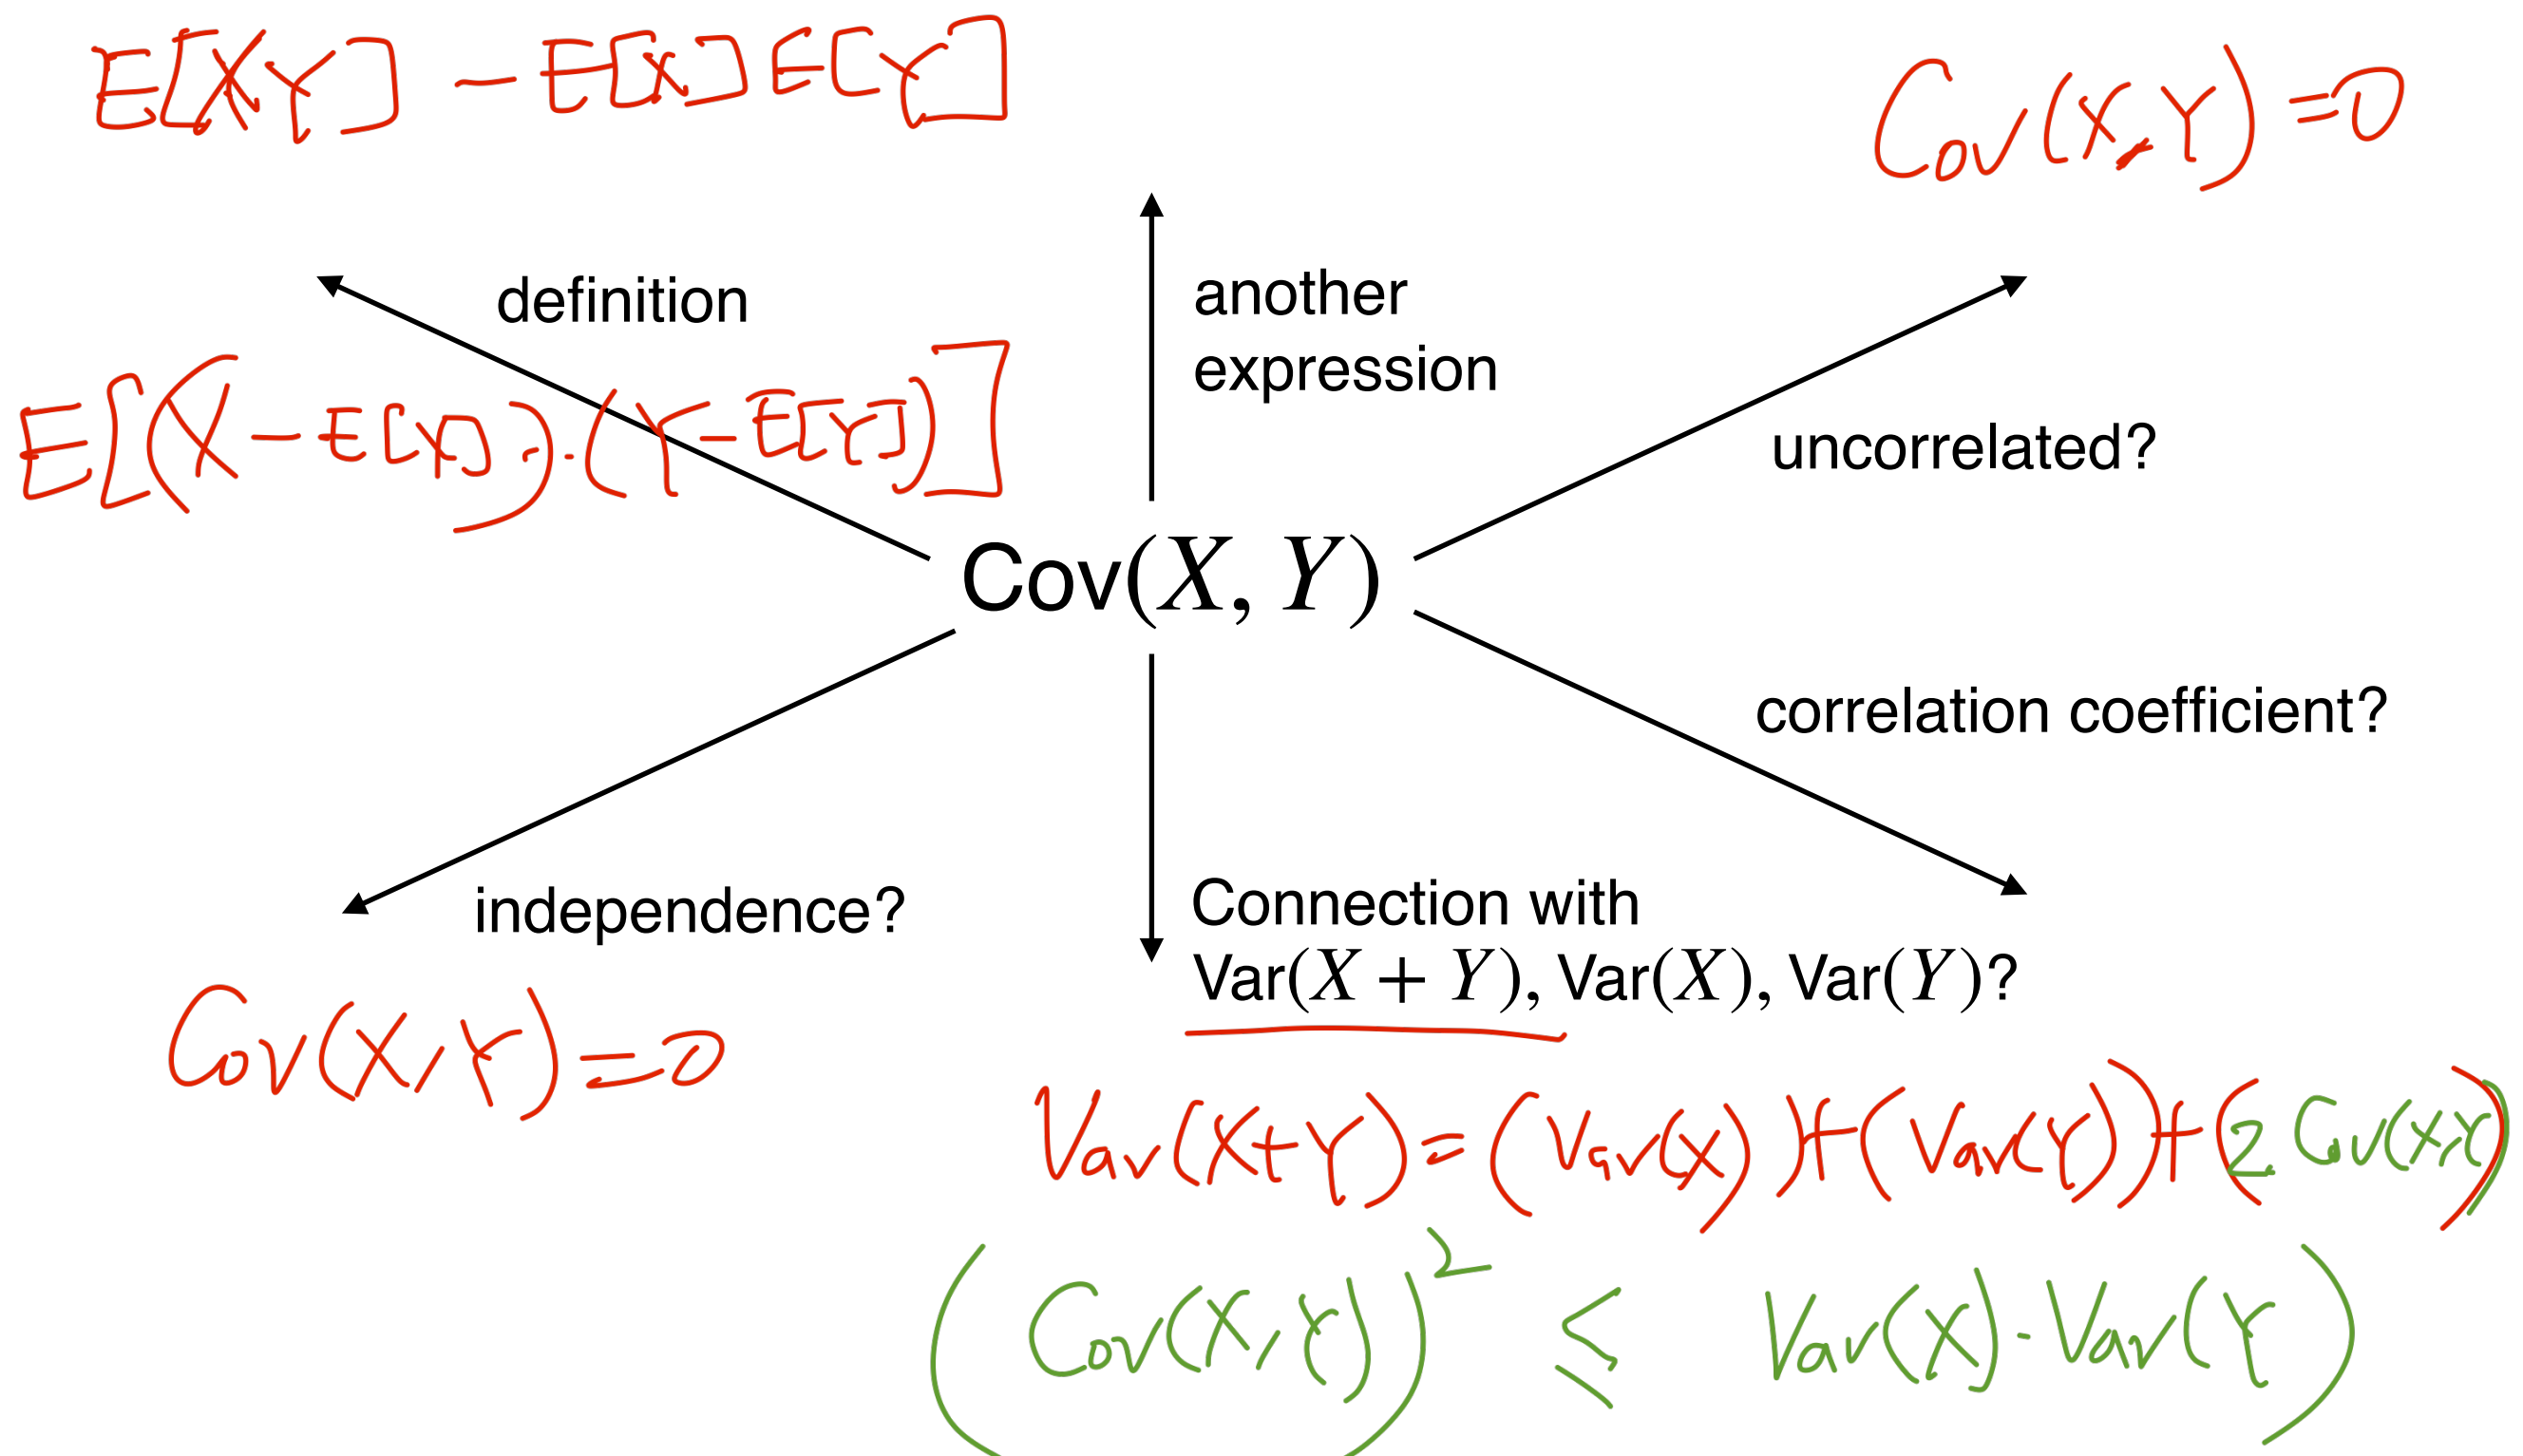 E[XY] - E[X] E[Y]
Cov(X,Y) = 0
definition
another
expression
E[(X - E[X]) · (Y - E[Y])]
uncorrelated?
Cov(X, Y)
correlation coefficient?
independence?
Connection with
Var(X + Y), Var(X), Var(Y)?
Cov(X, Y) = 0
Var(X+Y) = (Var(X)) + (Var(Y)) + (2 Cov(X,Y))
(Cov(X,Y))² ≤ Var(X) · Var(Y)